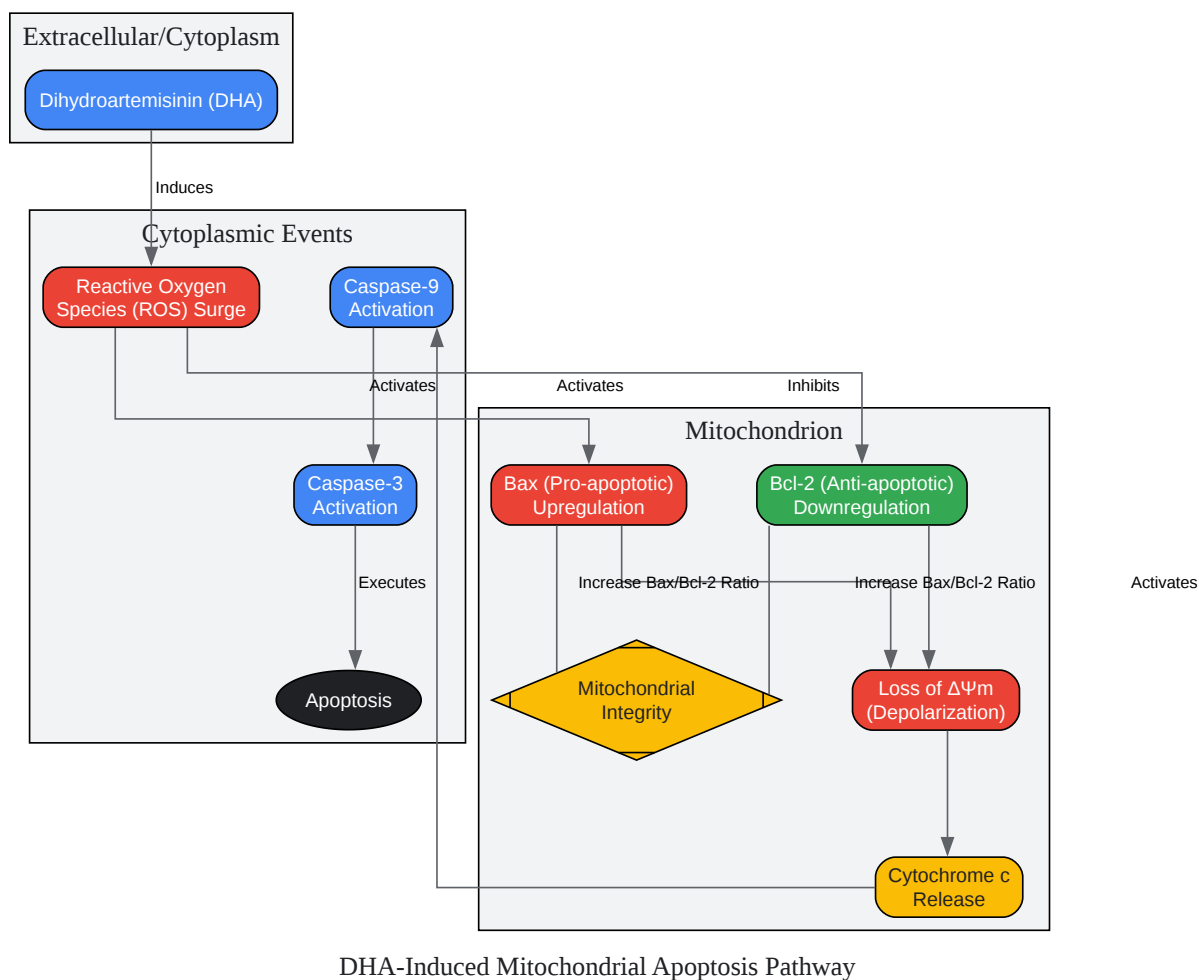 Extracellular/Cytoplasm
Dihydroartemisinin (DHA)
Induces
Cytoplasmic Events
Reactive Oxygen
Species (ROS) Surge
Caspase-9
Activation
Activates
Activates
Inhibits
Mitochondrion
Caspase-3
Activation
Bax (Pro-apoptotic)
Upregulation
Bcl-2 (Anti-apoptotic)
Downregulation
Executes
Increase Bax/Bcl-2 Ratio
Increase Bax/Bcl-2 Ratio
Activates
Apoptosis
Mitochondrial
Integrity
Loss of ΔΨm
(Depolarization)
Cytochrome c
Release
DHA-Induced Mitochondrial Apoptosis Pathway